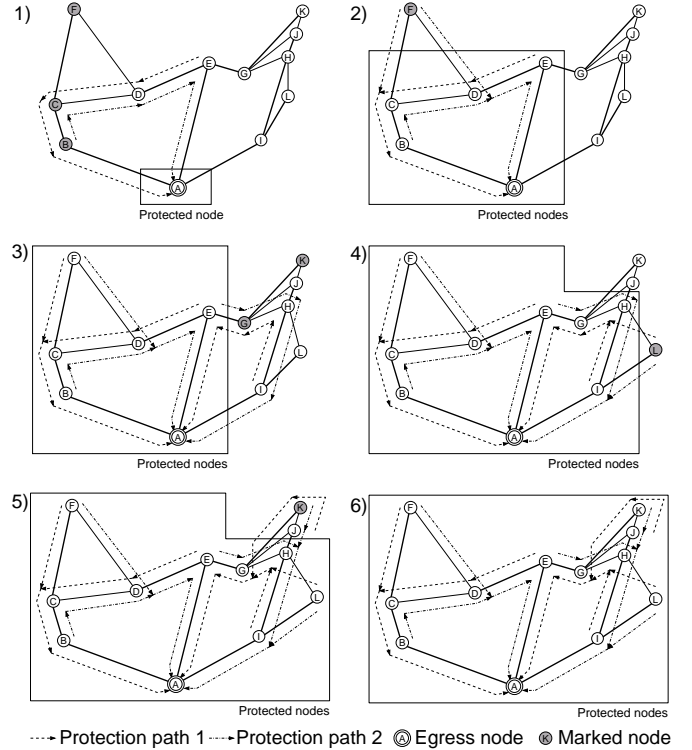 1)
F
K
J
E
H
G
D
L
C
B
I
A
Protected node
2)
F
K
J
E
H
G
D
L
C
B
I
A
Protected nodes
3)
F
K
J
E
H
G
D
L
C
B
I
A
Protected nodes
4)
F
K
J
E
H
G
D
L
C
B
I
A
Protected nodes
5)
F
K
J
E
H
G
D
L
C
B
I
A
Protected nodes
6)
F
K
J
E
H
G
D
L
C
B
I
A
Protected nodes
Protection path 1 Protection path 2 A Egress node K Marked node